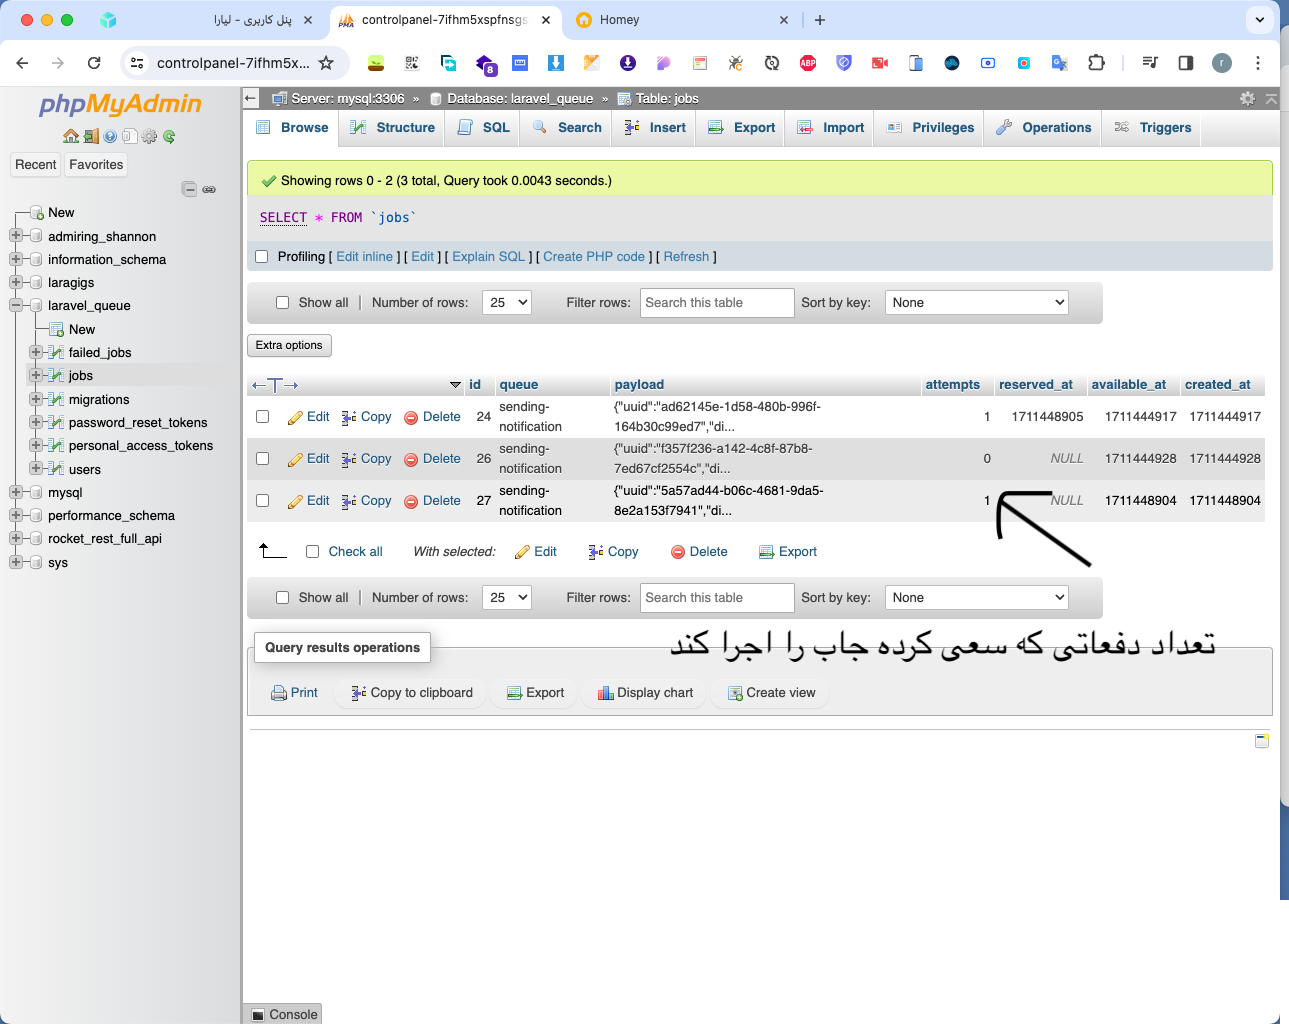 پنل کاربری - لیارا
controlpanel-7ifhm5xspfnsgs
Homey
controlpanel-7ifhm5x...
8
ABP
r
phpMyAdmin
Recent
Favorites
New
admiring_shannon
information_schema
laragigs
laravel_queue
New
failed_jobs
jobs
migrations
password_reset_tokens
personal_access_tokens
users
mysql
performance_schema
rocket_rest_full_api
sys
Server: mysql:3306 » Database: laravel_queue » Table: jobs
Browse Structure SQL Search Insert Export Import Privileges Operations Triggers
Showing rows 0 - 2 (3 total, Query took 0.0043 seconds.)
SELECT * FROM `jobs`
Profiling [ Edit inline ] [ Edit ] [ Explain SQL ] [ Create PHP code ] [ Refresh ]
Show all | Number of rows: 25 Filter rows: Search this table Sort by key: None
Extra options
←T→ id queue payload attempts reserved_at available_at created_at
Edit Copy Delete 24 sending-notification {"uuid":"ad62145e-1d58-480b-996f-164b30c99ed7","di... 1 1711448905 1711444917 1711444917
Edit Copy Delete 26 sending-notification {"uuid":"f357f236-a142-4c8f-87b8-7ed67cf2554c","di... 0 NULL 1711444928 1711444928
Edit Copy Delete 27 sending-notification {"uuid":"5a57ad44-b06c-4681-9da5-8e2a153f7941","di... 1 NULL 1711448904 1711448904
Check all With selected: Edit Copy Delete Export
Show all | Number of rows: 25 Filter rows: Search this table Sort by key: None
تعداد دفعاتی که سعی کرده جاب را اجرا کند
Query results operations
Print Copy to clipboard Export Display chart Create view
Console